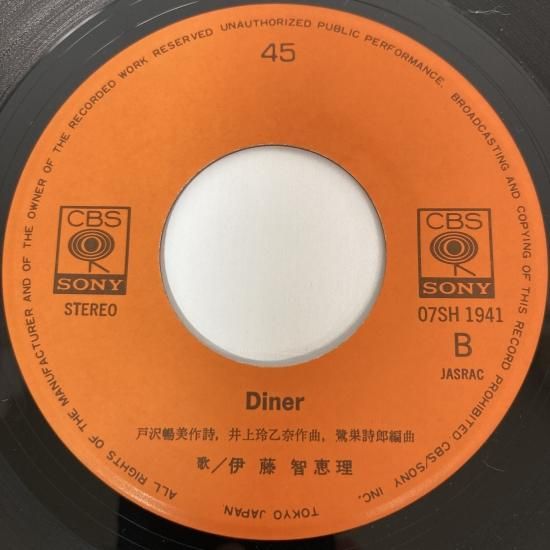 ALL RIGHTS OF THE MANUFACTURER AND OF THE OWNER OF THE RECORDED WORK RESERVED UNAUTHORIZED PUBLIC PERFORMANCE. BROADCASTING AND COPYING OF THIS RECORD PROHIBITED CBS/SONY INC. TOKYO JAPAN
45
CBS
SONY
STEREO
CBS
SONY
07SH 1941
B
JASRAC
Diner
戸沢暢美作詩, 井上玲乙奈作曲, 鷺巣詩郎編曲
歌/伊藤 智恵理